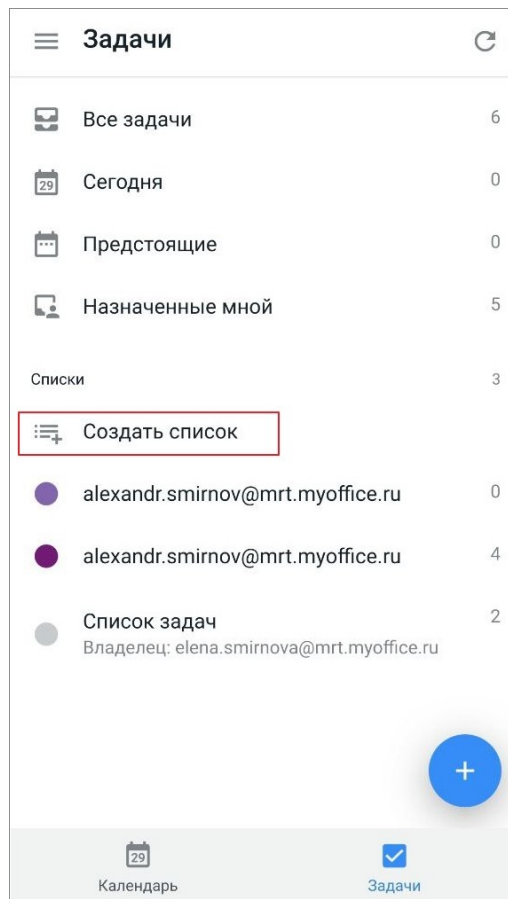 Задачи
Все задачи 6
29 Сегодня 0
Предстоящие 0
Назначенные мной 5
Списки 3
Создать список
alexandr.smirnov@mrt.myoffice.ru 0
alexandr.smirnov@mrt.myoffice.ru 4
Список задач 2
Владелец: elena.smirnova@mrt.myoffice.ru
29
Календарь Задачи